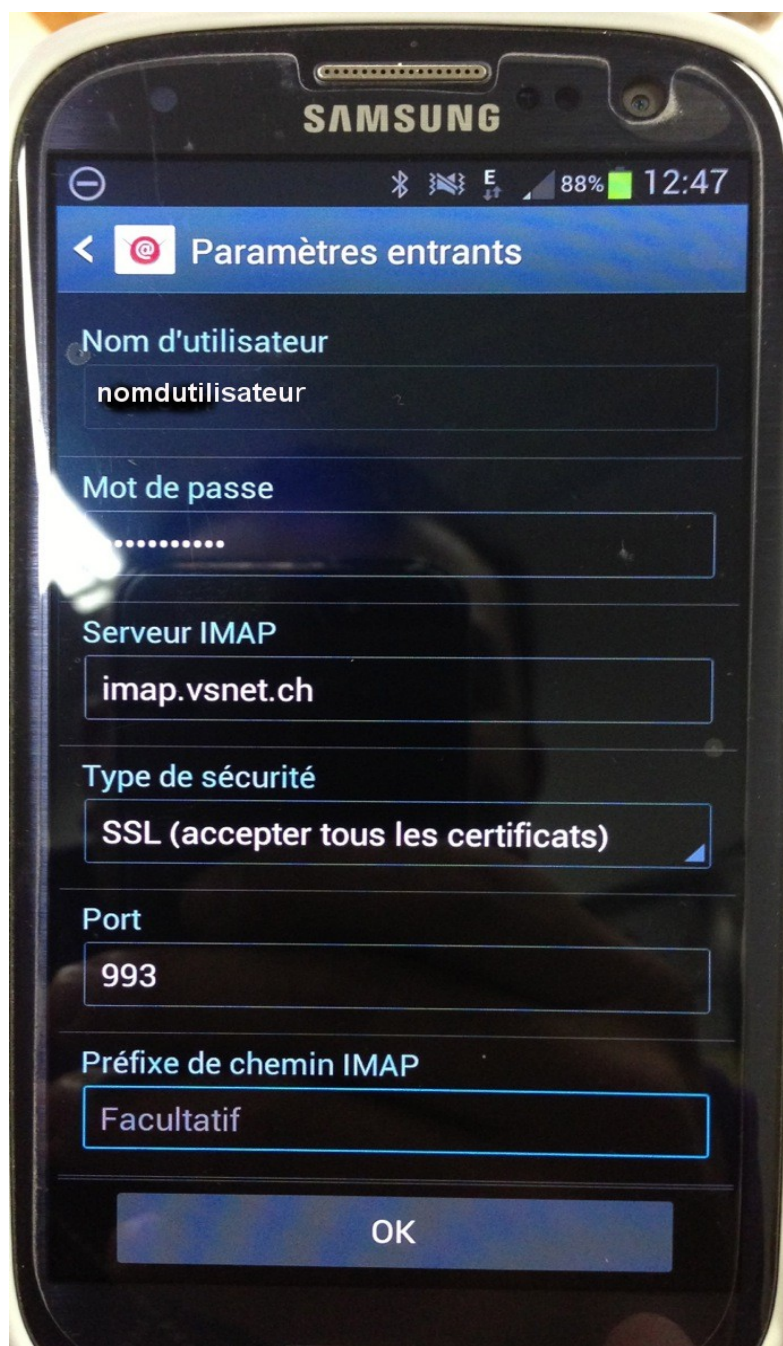 SAMSUNG
E 88% 12:47
< @ Paramètres entrants
Nom d'utilisateur
nomdutilisateur
Mot de passe
••••••••••
Serveur IMAP
imap.vsnet.ch
Type de sécurité
SSL (accepter tous les certificats)
Port
993
Préfixe de chemin IMAP
Facultatif
OK